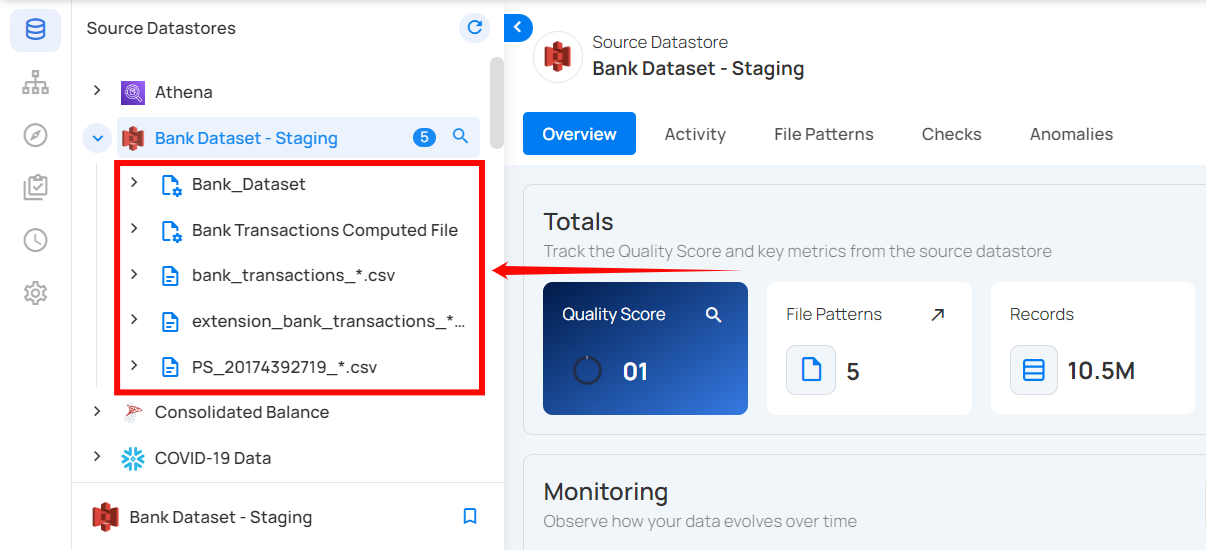 Source Datastores
Athena
Bank Dataset - Staging 5
Bank_Dataset
Bank Transactions Computed File
bank_transactions_*.csv
extension_bank_transactions_*...
PS_20174392719_*.csv
Consolidated Balance
COVID-19 Data
Bank Dataset - Staging
Source Datastore
Bank Dataset - Staging
Overview Activity File Patterns Checks Anomalies
Totals
Track the Quality Score and key metrics from the source datastore
Quality Score
01
File Patterns
5
Records
10.5M
Monitoring
Observe how your data evolves over time